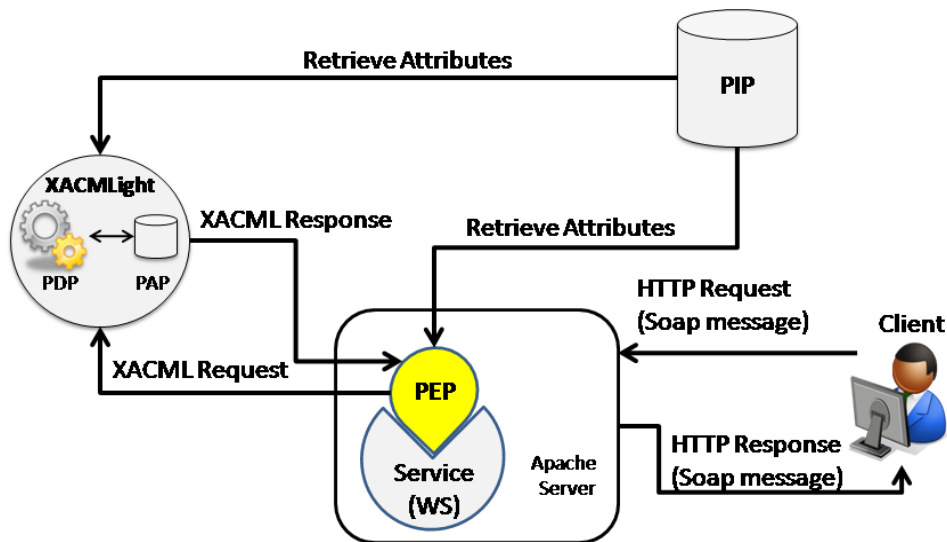 Retrieve Attributes
PIP
XACMLight
PDP
PAP
XACML Response
Retrieve Attributes
HTTP Request
(Soap message)
Client
XACML Request
PEP
Service
(WS)
Apache
Server
HTTP Response
(Soap message)